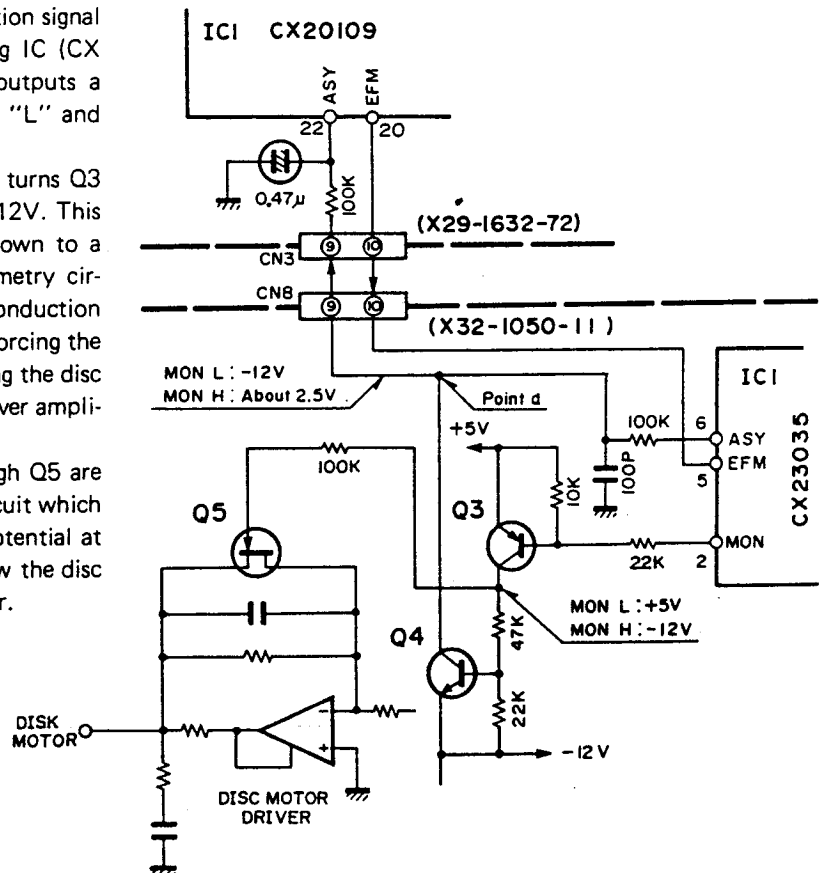 tion signal
g IC (CX
outputs a
"L" and
turns Q3
12V. This
own to a
metry cir-
onduction
orcing the
ng the disc
ver ampli-
gh Q5 are
cuit which
otential at
w the disc
r.
IC1 CX20109
ASY
EFM
22
20
0.47μ
100K
(X29-1632-72)
CN3
9
10
CN8
9
10
(X32-1050-11)
MON L : -12V
MON H : About 2.5V
Point d
IC1
CX23035
100K
6
ASY
EFM
5
100P
+5V
100K
10K
Q5
Q3
22K
2
MON
MON L : +5V
MON H : -12V
47K
Q4
22K
-12V
DISK
MOTOR
-
+
DISC MOTOR
DRIVER